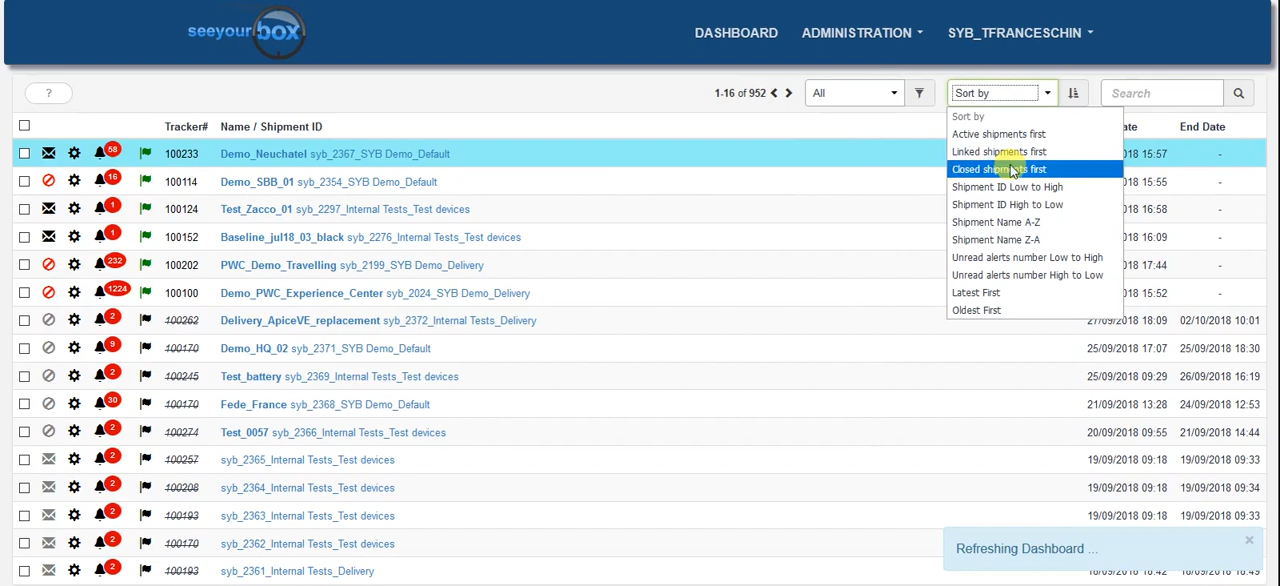 seeyourbox DASHBOARD ADMINISTRATION SYB_TFRANCESCHIN
? 1-16 of 952 All Sort by Search
Sort by
Active shipments first
Linked shipments first
Closed shipments first
Shipment ID Low to High
Shipment ID High to Low
Shipment Name A-Z
Shipment Name Z-A
Unread alerts number Low to High
Unread alerts number High to Low
Latest First
Oldest First
Tracker# Name / Shipment ID ate End Date
58 100233 Demo_Neuchatel syb_2367_SYB Demo_Default 2018 15:57 -
16 100114 Demo_SBB_01 syb_2354_SYB Demo_Default 2018 15:55 -
1 100124 Test_Zacco_01 syb_2297_Internal Tests_Test devices 2018 16:58 -
1 100152 Baseline_jul18_03_black syb_2276_Internal Tests_Test devices 2018 16:09 -
232 100202 PWC_Demo_Travelling syb_2199_SYB Demo_Delivery 2018 17:44 -
1224 100100 Demo_PWC_Experience_Center syb_2024_SYB Demo_Delivery 2018 15:52 -
2 100262 Delivery_ApiceVE_replacement syb_2372_Internal Tests_Test devices 27/09/2018 18:09 02/10/2018 10:01
9 100170 Demo_HQ_02 syb_2371_SYB Demo_Default 25/09/2018 17:07 25/09/2018 18:30
2 100245 Test_battery syb_2369_Internal Tests_Test devices 25/09/2018 09:29 26/09/2018 16:19
30 100170 Fede_France syb_2368_SYB Demo_Default 21/09/2018 13:28 24/09/2018 12:53
2 100274 Test_0057 syb_2366_Internal Tests_Test devices 20/09/2018 09:55 21/09/2018 14:44
2 100257 syb_2365_Internal Tests_Test devices 19/09/2018 09:18 19/09/2018 09:33
2 100208 syb_2364_Internal Tests_Test devices 19/09/2018 09:18 19/09/2018 09:34
2 100193 syb_2363_Internal Tests_Test devices 19/09/2018 09:18 19/09/2018 09:33
2 100170 syb_2362_Internal Tests_Test devices
Refreshing Dashboard ... ×
2 100193 syb_2361_Internal Tests_Delivery